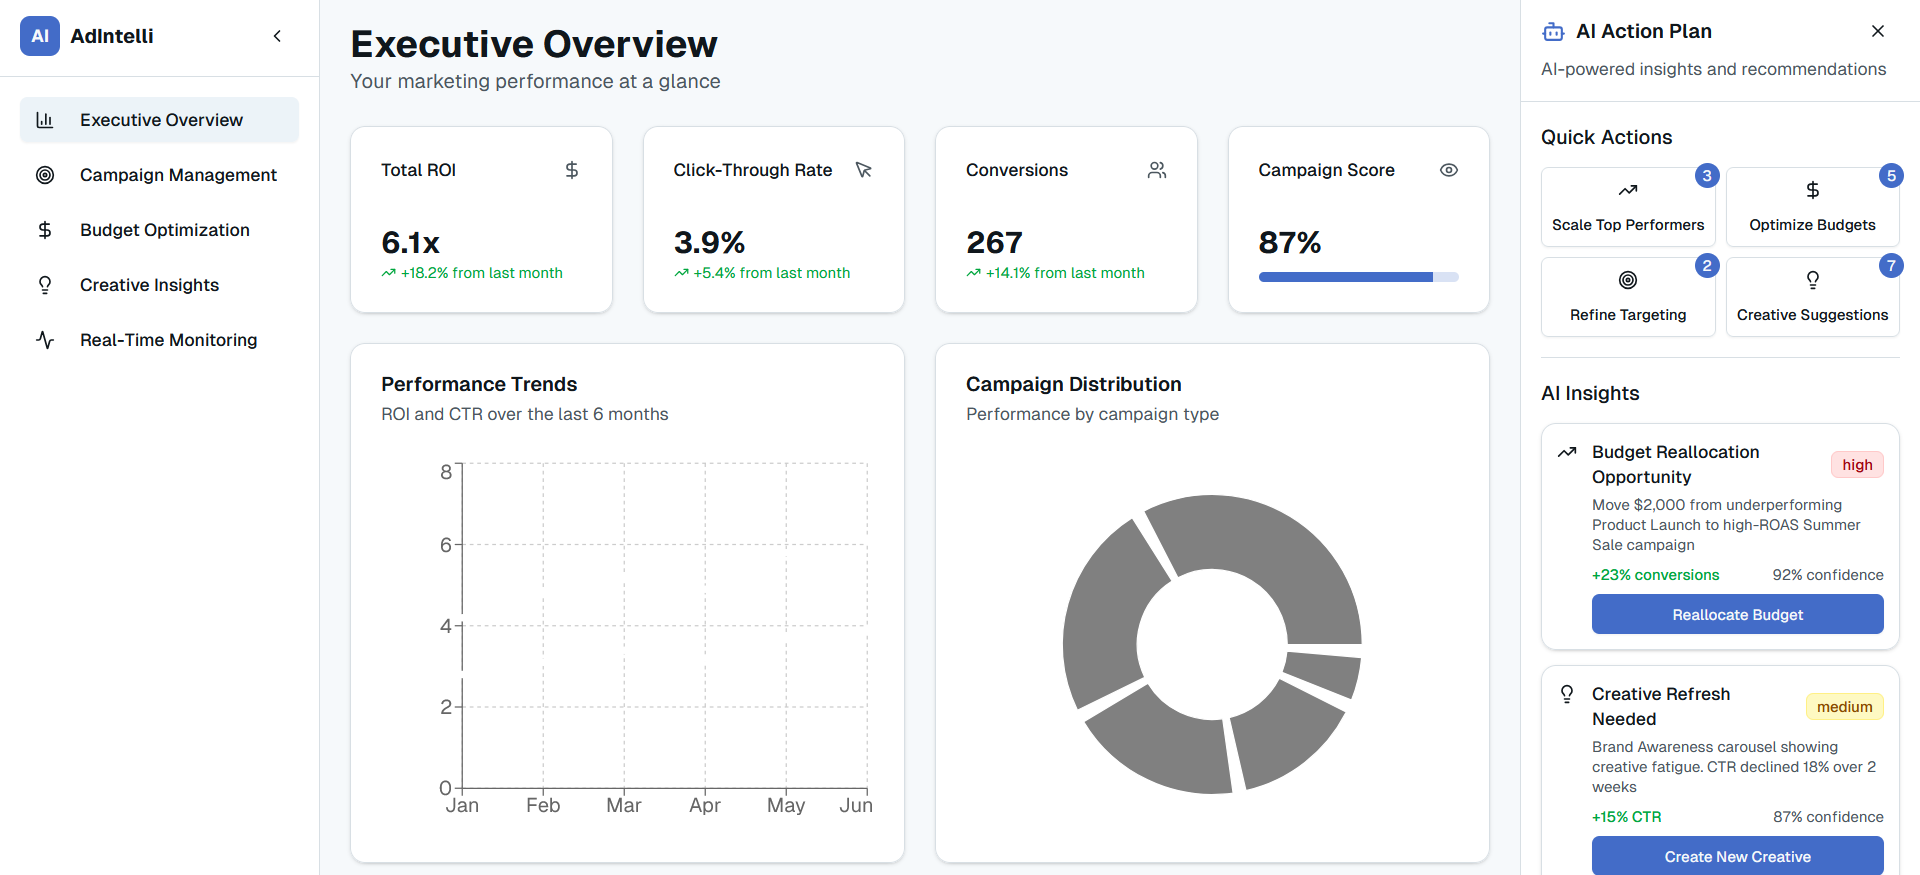 AI AdIntelli
Executive Overview
Campaign Management
Budget Optimization
Creative Insights
Real-Time Monitoring
Executive Overview
Your marketing performance at a glance
Total ROI
6.1x
+18.2% from last month
Click-Through Rate
3.9%
+5.4% from last month
Conversions
267
+14.1% from last month
Campaign Score
87%
Performance Trends
ROI and CTR over the last 6 months
8
6
4
2
0
Jan Feb Mar Apr May Jun
Campaign Distribution
Performance by campaign type
AI Action Plan
AI-powered insights and recommendations
Quick Actions
3
Scale Top Performers
5
Optimize Budgets
2
Refine Targeting
7
Creative Suggestions
AI Insights
Budget Reallocation
Opportunity
high
Move $2,000 from underperforming
Product Launch to high-ROAS Summer
Sale campaign
+23% conversions 92% confidence
Reallocate Budget
Creative Refresh
Needed
medium
Brand Awareness carousel showing
creative fatigue. CTR declined 18% over 2
weeks
+15% CTR 87% confidence
Create New Creative